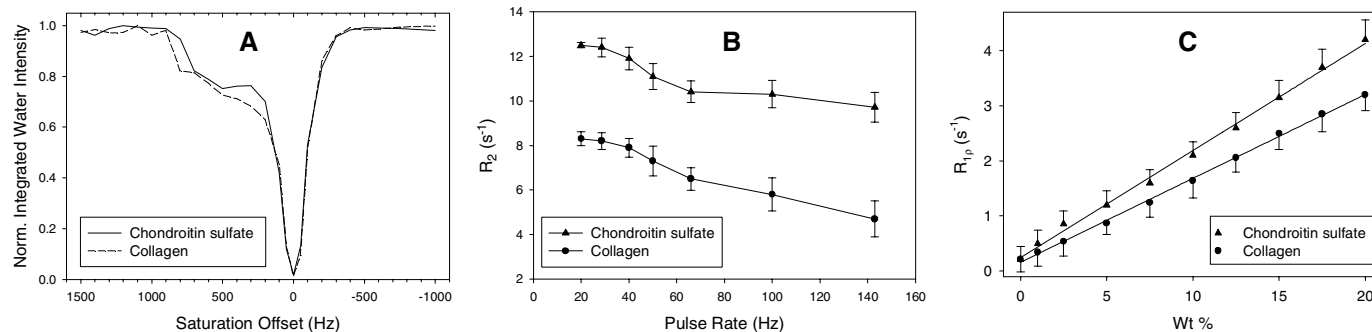 A
Norm. Integrated Water Intensity
1.0
0.8
0.6
0.4
0.2
0.0
Chondroitin sulfate
Collagen
1500 1000 500 0 -500 -1000
Saturation Offset (Hz)
B
R2 (s-1)
14
12
10
8
6
4
2
Chondroitin sulfate
Collagen
0 20 40 60 80 100 120 140 160
Pulse Rate (Hz)
C
R1ρ (s-1)
4
3
2
1
0
Chondroitin sulfate
Collagen
0 5 10 15 20
Wt %